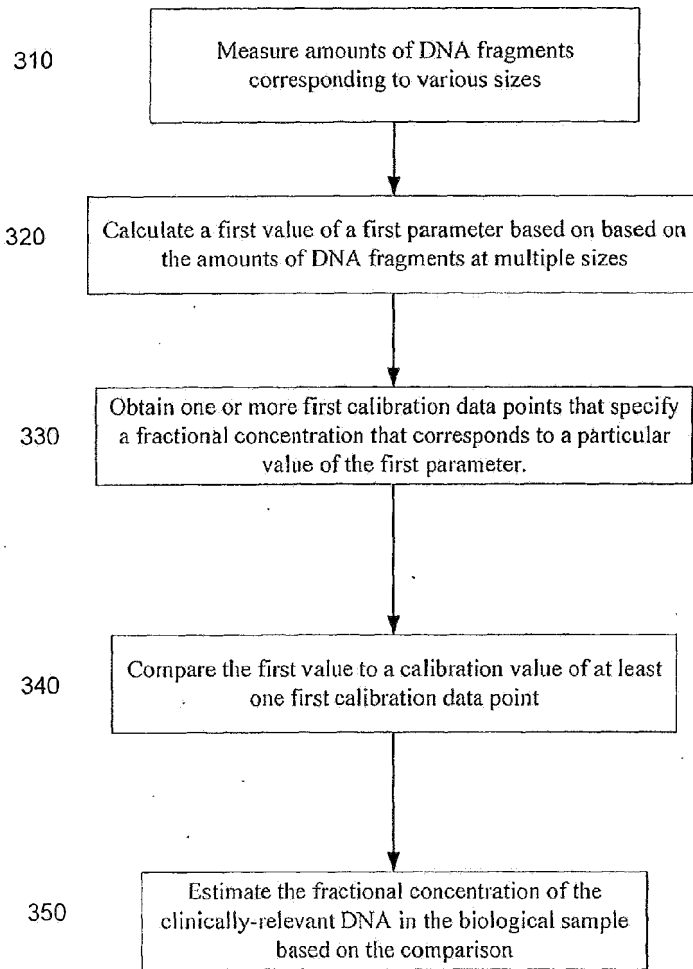 310
Measure amounts of DNA fragments
corresponding to various sizes
320
Calculate a first value of a first parameter based on based on
the amounts of DNA fragments at multiple sizes
330
Obtain one or more first calibration data points that specify
a fractional concentration that corresponds to a particular
value of the first parameter.
340
Compare the first value to a calibration value of at least
one first calibration data point
350
Estimate the fractional concentration of the
clinically-relevant DNA in the biological sample
based on the comparison